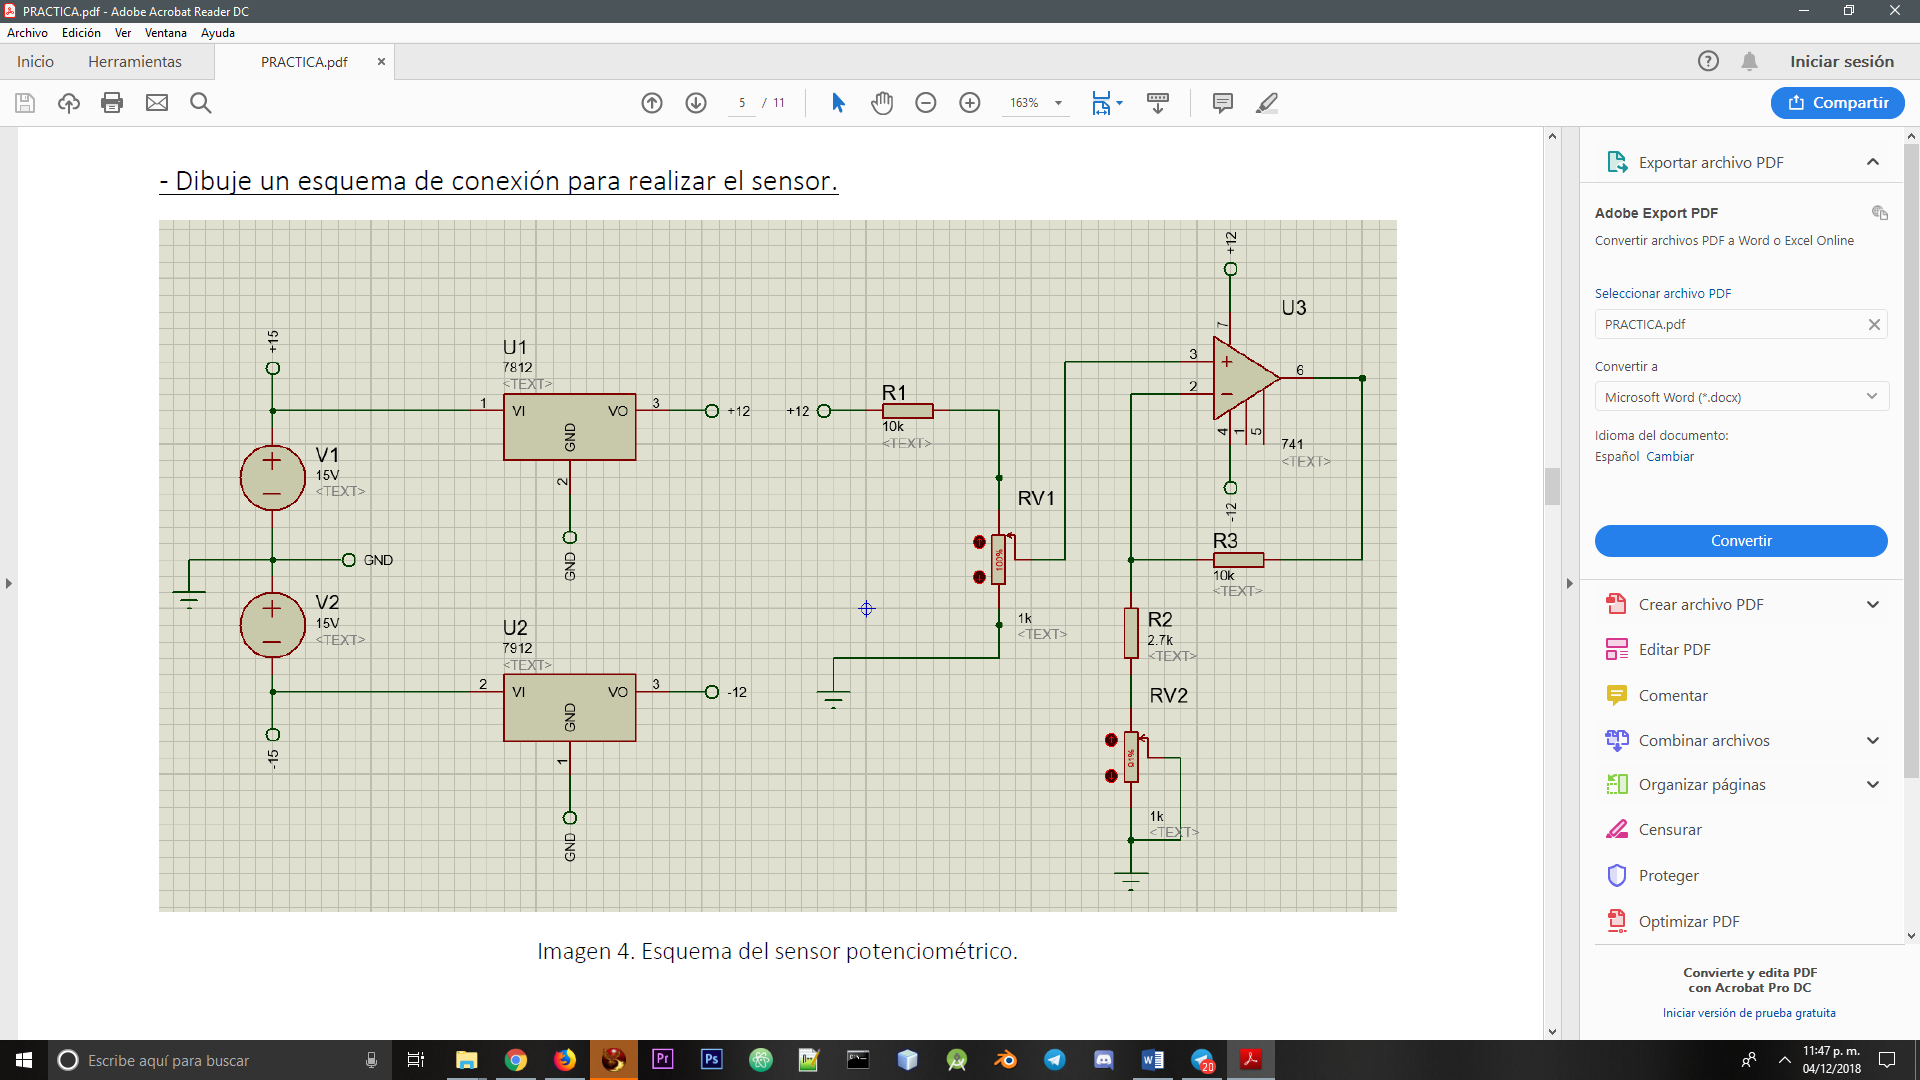 PRACTICA.pdf - Adobe Acrobat Reader DC
Archivo Edición Ver Ventana Ayuda
Inicio Herramientas PRACTICA.pdf × Iniciar sesión
5 / 11 163% Compartir
- Dibuje un esquema de conexión para realizar el sensor.
+12
U3
+15
7
U1
7812
<TEXT>
3
6
2
R1
1 VI VO 3 +12 +12
GND
10k
<TEXT>
4 1 5
741
<TEXT>
V1
15V
<TEXT>
2
RV1
-12
GND
GND
100%
R3
10k
<TEXT>
V2
15V
<TEXT>
U2
7912
<TEXT>
1k
<TEXT>
R2
2.7k
<TEXT>
2 VI VO 3 -12
GND
RV2
-15
1
1k
<TEXT>
GND
Imagen 4. Esquema del sensor potenciométrico.
Exportar archivo PDF
Adobe Export PDF
Convertir archivos PDF a Word o Excel Online
Seleccionar archivo PDF
PRACTICA.pdf
Convertir a
Microsoft Word (*.docx)
Idioma del documento:
Español Cambiar
Convertir
Crear archivo PDF
Editar PDF
Comentar
Combinar archivos
Organizar páginas
Censurar
Proteger
Optimizar PDF
Convierte y edita PDF
con Acrobat Pro DC
Iniciar versión de prueba gratuita
Escribe aquí para buscar
Pr Ps
20
11:47 p. m.
04/12/2018